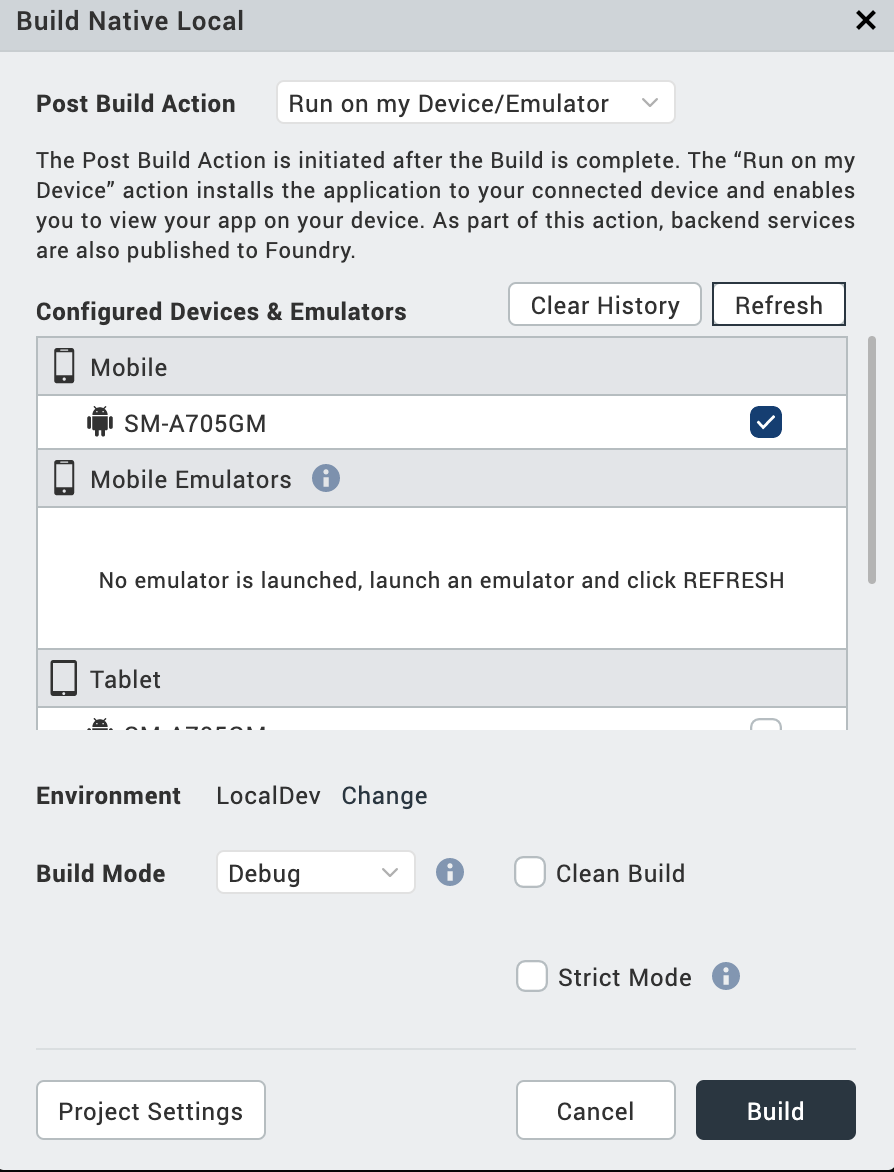 Build Native Local
Post Build Action
Run on my Device/Emulator
The Post Build Action is initiated after the Build is complete. The “Run on my
Device” action installs the application to your connected device and enables
you to view your app on your device. As part of this action, backend services
are also published to Foundry.
Configured Devices & Emulators
Clear History
Refresh
Mobile
SM-A705GM
Mobile Emulators
No emulator is launched, launch an emulator and click REFRESH
Tablet
SM-A705GM
Environment
LocalDev
Change
Build Mode
Debug
Clean Build
Strict Mode
Project Settings
Cancel
Build